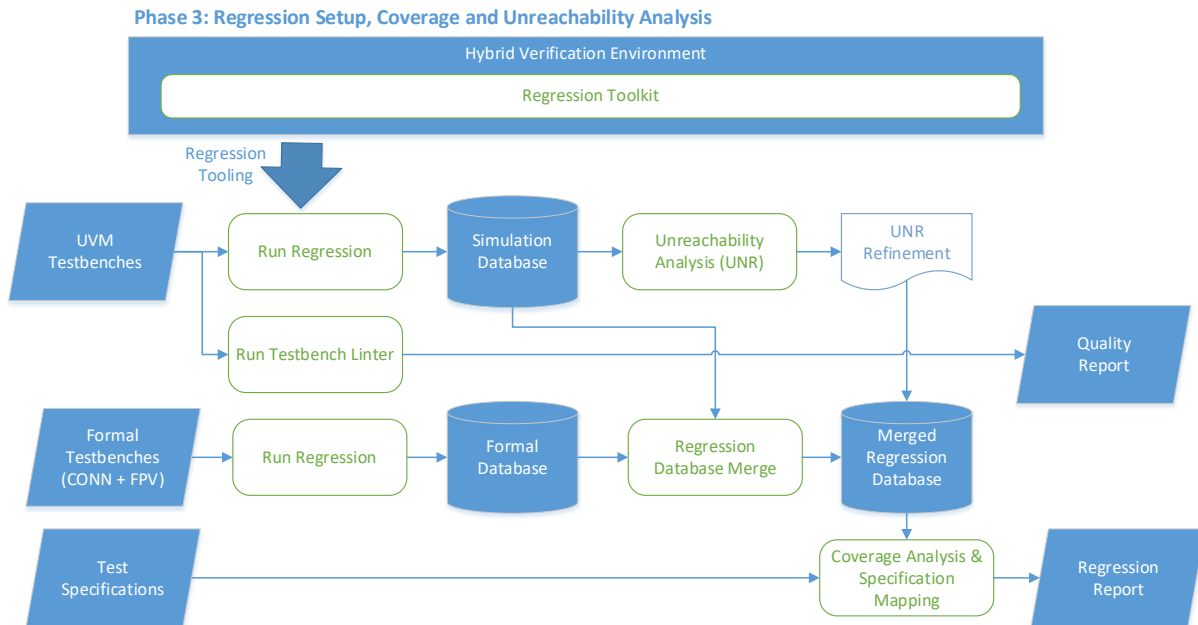 Phase 3: Regression Setup, Coverage and Unreachability Analysis
Hybrid Verification Environment
Regression Toolkit
Regression
Tooling
UVM
Testbenches
Run Regression
Simulation
Database
Unreachability
Analysis (UNR)
UNR
Refinement
Run Testbench Linter
Quality
Report
Formal
Testbenches
(CONN + FPV)
Run Regression
Formal
Database
Regression
Database Merge
Merged
Regression
Database
Test
Specifications
Coverage Analysis &
Specification
Mapping
Regression
Report